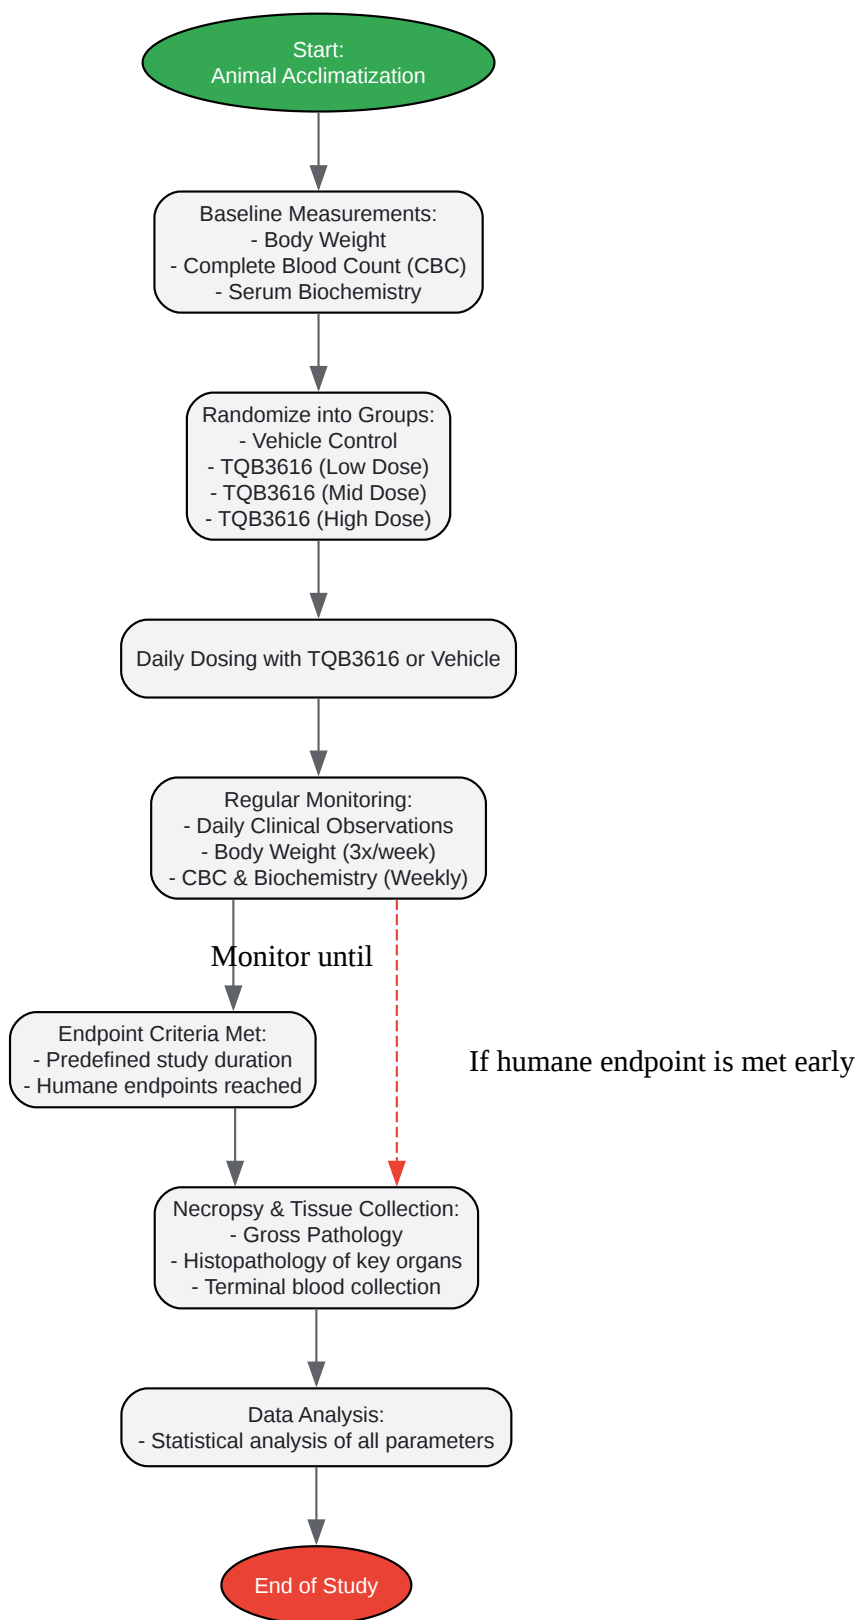 Start:
Animal Acclimatization
Baseline Measurements:
- Body Weight
- Complete Blood Count (CBC)
- Serum Biochemistry
Randomize into Groups:
- Vehicle Control
- TQB3616 (Low Dose)
- TQB3616 (Mid Dose)
- TQB3616 (High Dose)
Daily Dosing with TQB3616 or Vehicle
Regular Monitoring:
- Daily Clinical Observations
- Body Weight (3x/week)
- CBC & Biochemistry (Weekly)
Monitor until
Endpoint Criteria Met:
- Predefined study duration
- Humane endpoints reached
If humane endpoint is met early
Necropsy & Tissue Collection:
- Gross Pathology
- Histopathology of key organs
- Terminal blood collection
Data Analysis:
- Statistical analysis of all parameters
End of Study